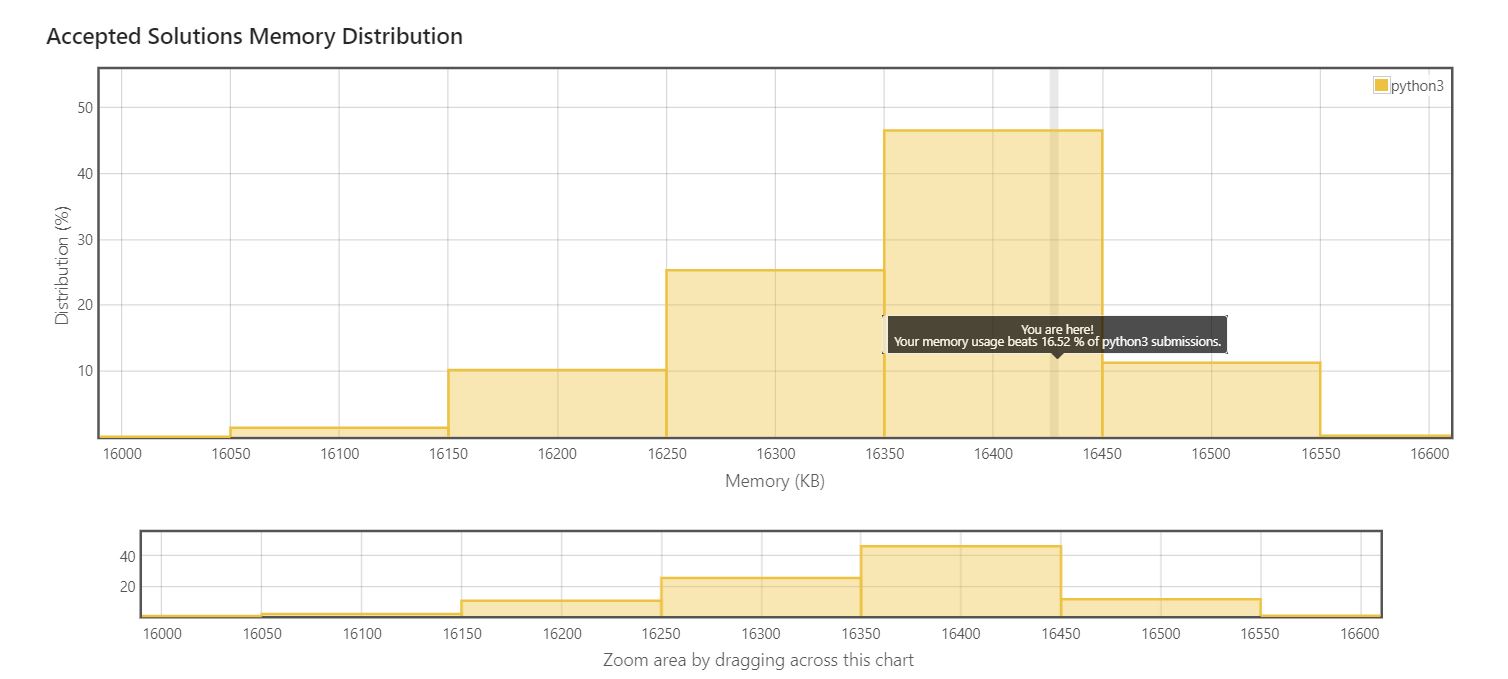 Accepted Solutions Memory Distribution
python3
50
40
30
20
10
Distribution (%)
You are here!
Your memory usage beats 16.52 % of python3 submissions.
16000 16050 16100 16150 16200 16250 16300 16350 16400 16450 16500 16550 16600
Memory (KB)
40
20
16000 16050 16100 16150 16200 16250 16300 16350 16400 16450 16500 16550 16600
Zoom area by dragging across this chart